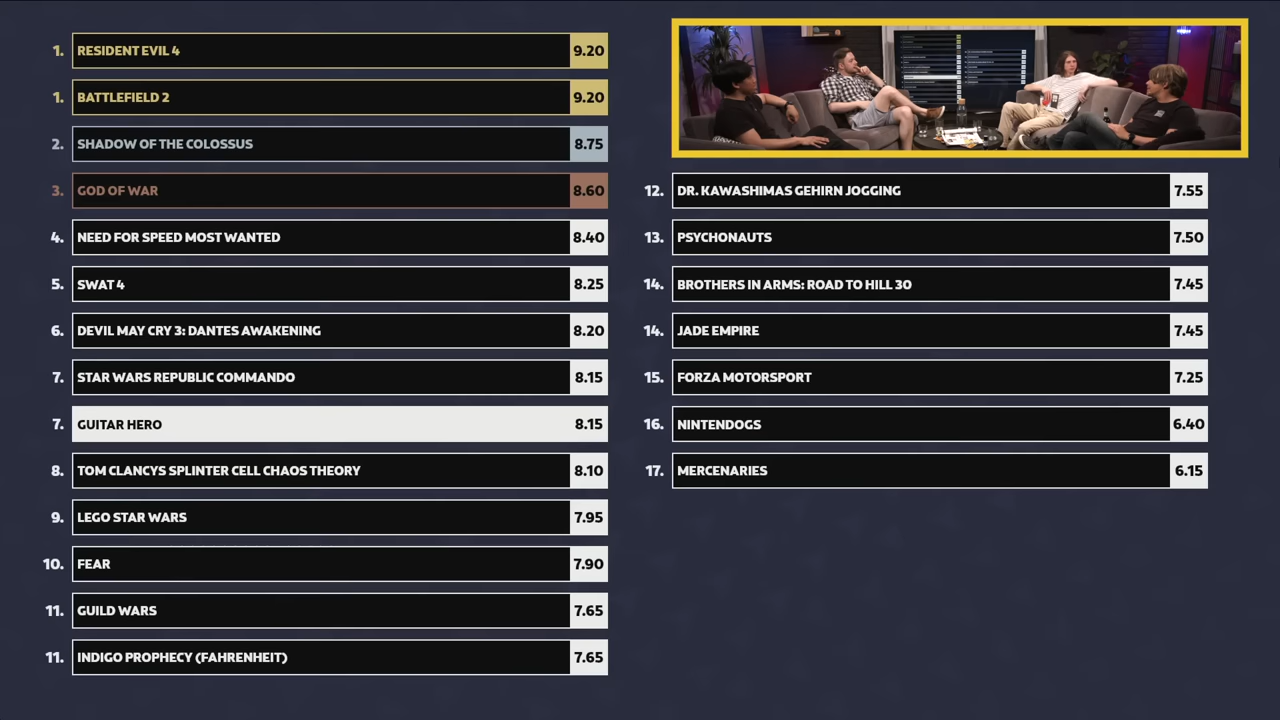 1. RESIDENT EVIL 4 9.20
1. BATTLEFIELD 2 9.20
2. SHADOW OF THE COLOSSUS 8.75
3. GOD OF WAR 8.60
4. NEED FOR SPEED MOST WANTED 8.40
5. SWAT 4 8.25
6. DEVIL MAY CRY 3: DANTES AWAKENING 8.20
7. STAR WARS REPUBLIC COMMANDO 8.15
7. GUITAR HERO 8.15
8. TOM CLANCYS SPLINTER CELL CHAOS THEORY 8.10
9. LEGO STAR WARS 7.95
10. FEAR 7.90
11. GUILD WARS 7.65
11. INDIGO PROPHECY (FAHRENHEIT) 7.65
12. DR. KAWASHIMAS GEHIRN JOGGING 7.55
13. PSYCHONAUTS 7.50
14. BROTHERS IN ARMS: ROAD TO HILL 30 7.45
14. JADE EMPIRE 7.45
15. FORZA MOTORSPORT 7.25
16. NINTENDOGS 6.40
17. MERCENARIES 6.15